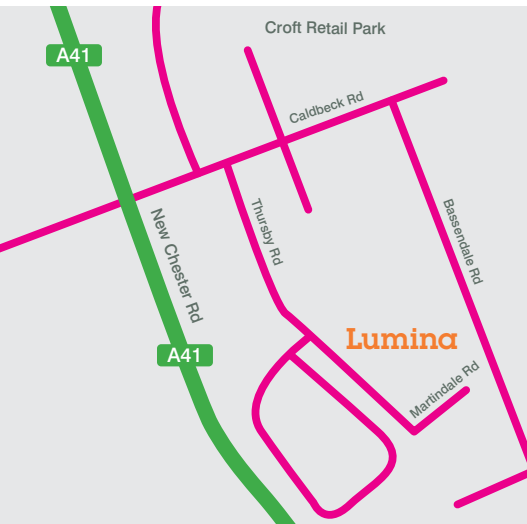 Croft Retail Park
A41
Caldbeck Rd
Thursby Rd
New Chester Rd
Bassendale Rd
Lumina
A41
Martindale Rd